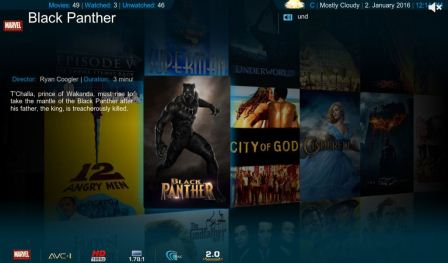 Movies: 49 | Watched: 3 | Unwatched: 46
C | Mostly Cloudy | 2. January 2016 | 12:
MARVEL
Black Panther
und
EPISODE V
SUPERMAN
UNDERWORLD
Director: Ryan Coogler | Duration: 3 minut
T'Challa, prince of Wakanda, must rise to
take the mantle of the Black Panther after
his father, the king, is treacherously killed.
12
ANGRY MEN
BLACK
PANTHER
CITY OF GOD
CINDERELLA
MARVEL
AVC-I
HD
1080p
1.78:1
2.0